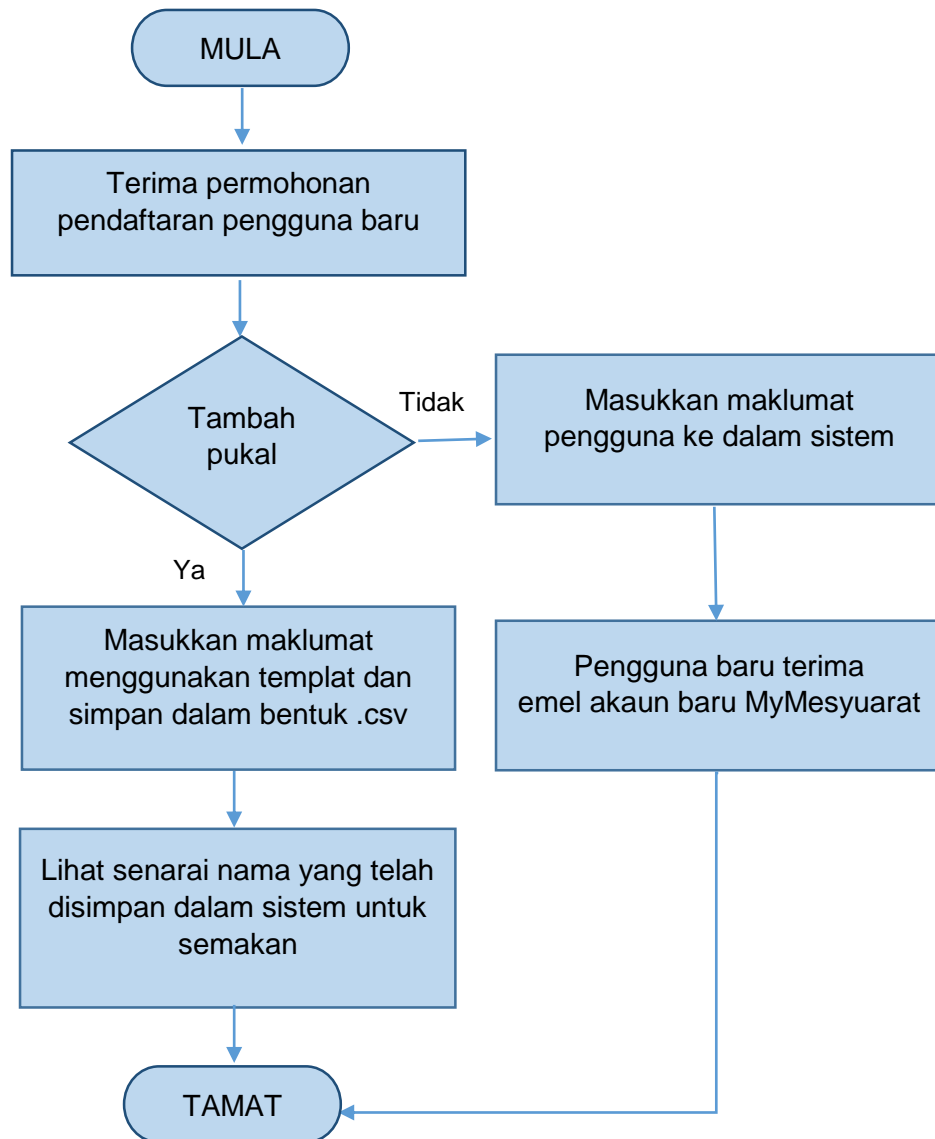 MULA
Terima permohonan
pendaftaran pengguna baru
Tambah
pukal
Tidak
Masukkan maklumat
pengguna ke dalam sistem
Ya
Masukkan maklumat
menggunakan templat dan
simpan dalam bentuk .csv
Pengguna baru terima
emel akaun baru MyMesyuarat
Lihat senarai nama yang telah
disimpan dalam sistem untuk
semakan
TAMAT